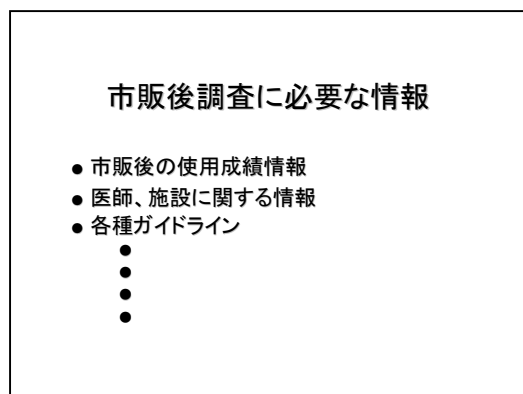 市販後調査に必要な情報
● 市販後の使用成績情報
● 医師、施設に関する情報
● 各種ガイドライン
●
●
●
●